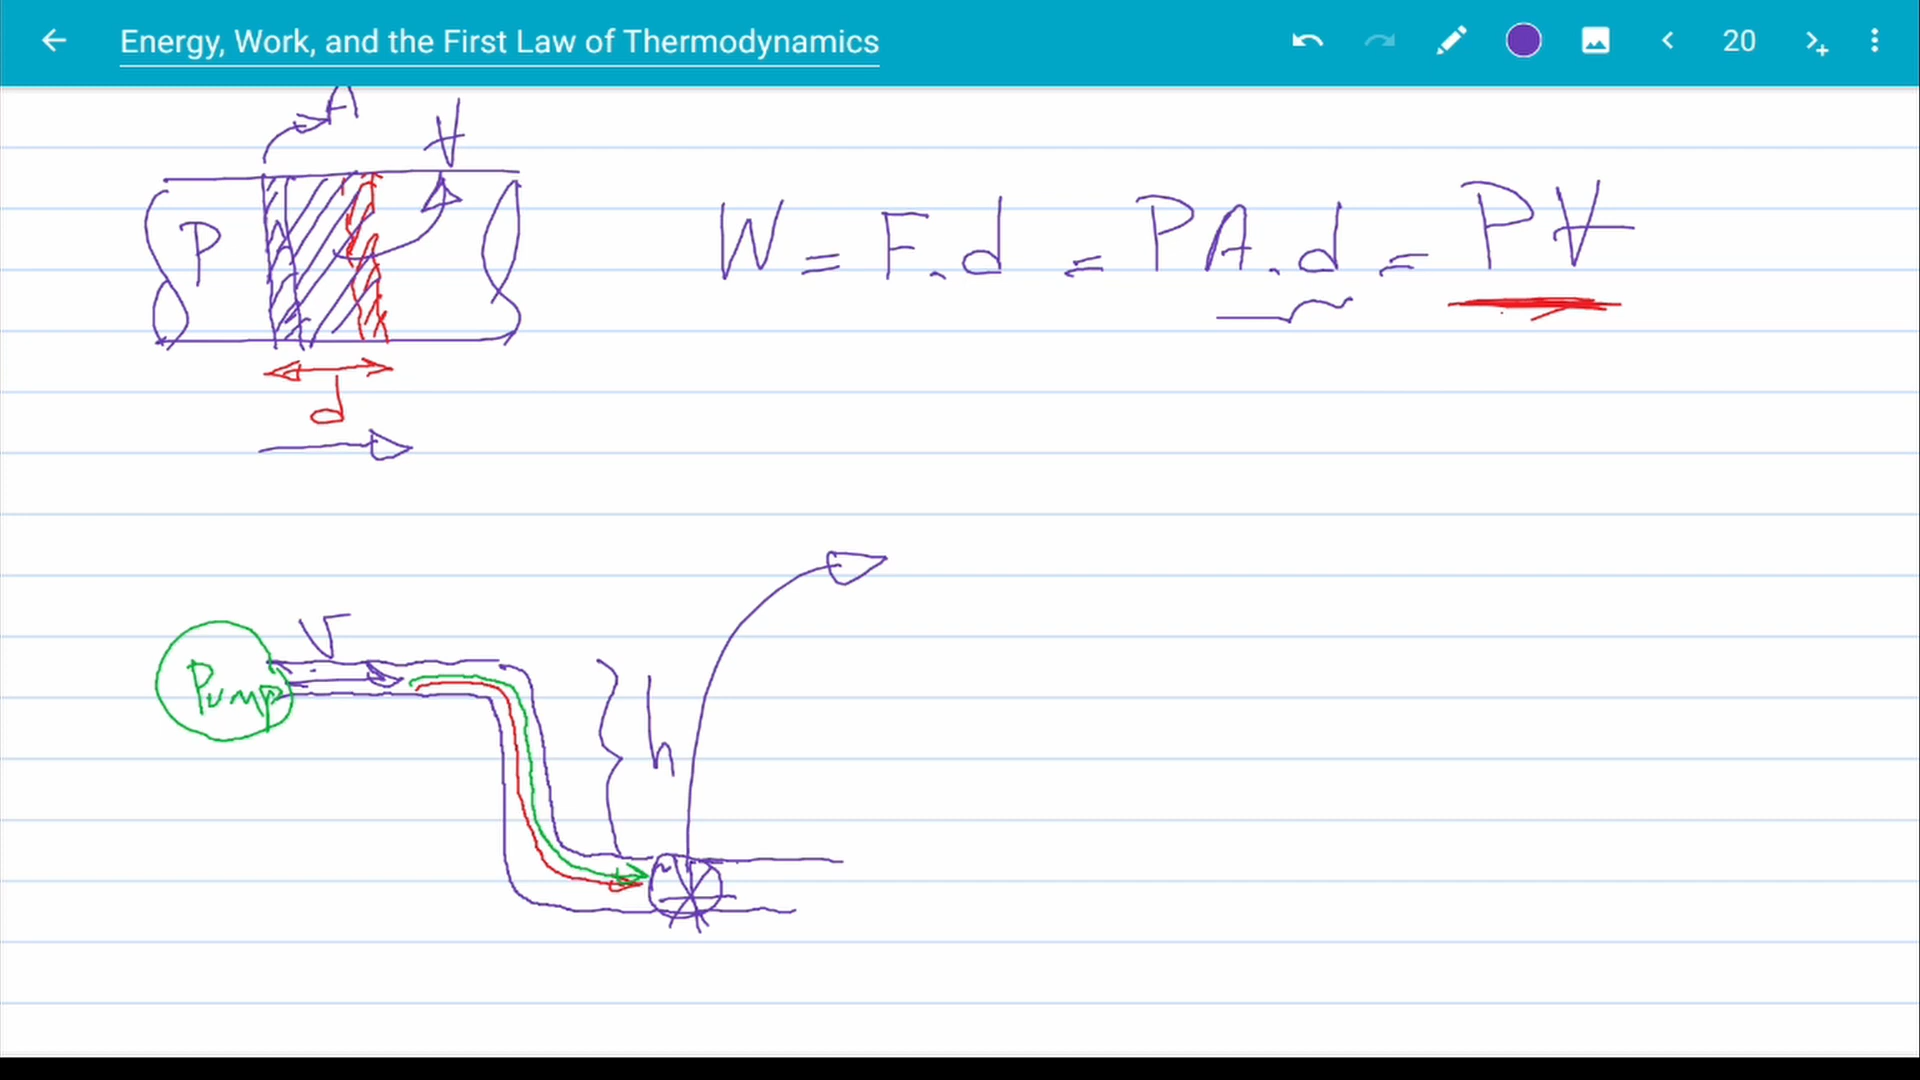 Energy, Work, and the First Law of Thermodynamics
20
A
V
P
W = F.d = PA.d = PV
d
Pump
V
h